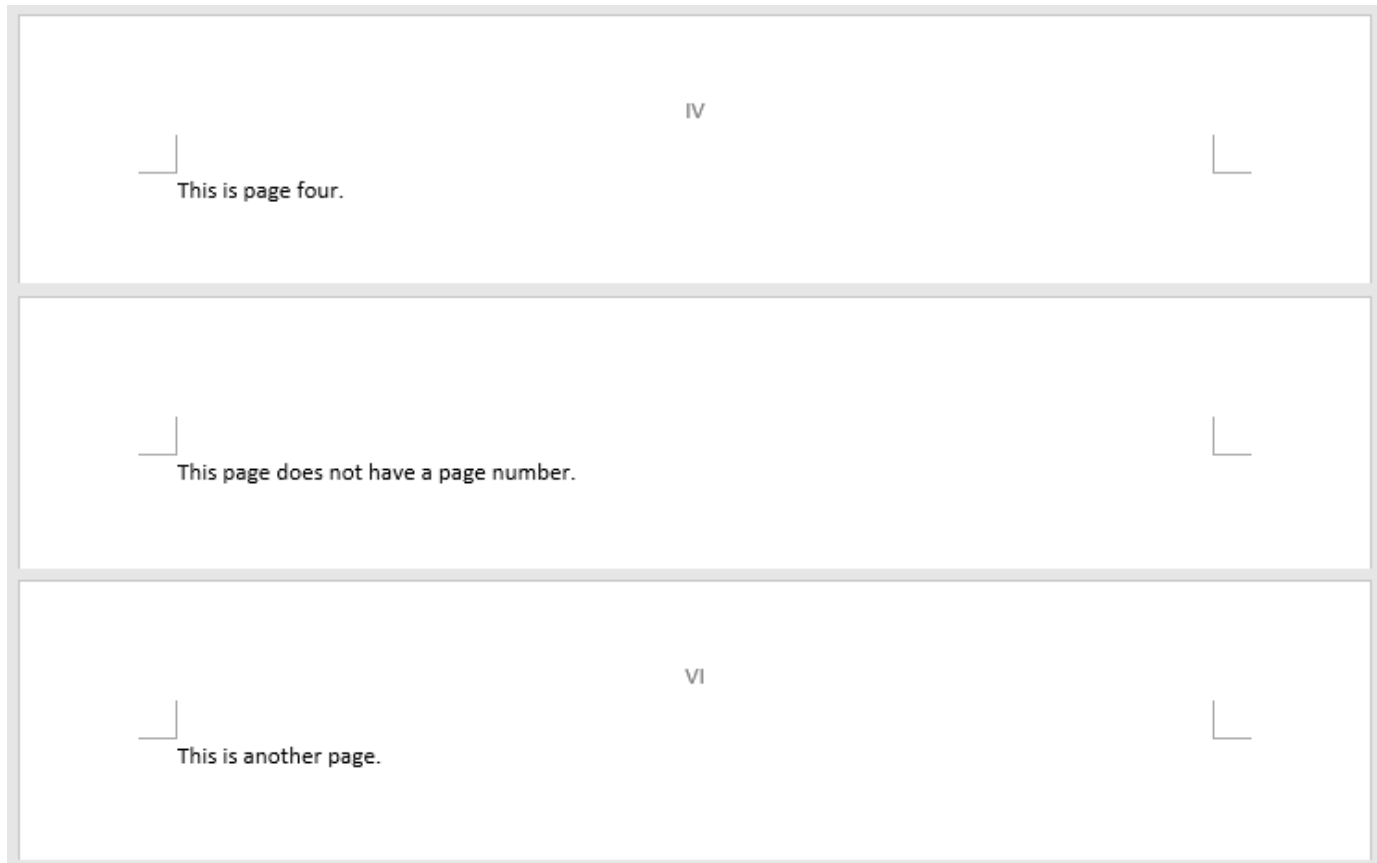 IV
This is page four.
This page does not have a page number.
VI
This is another page.